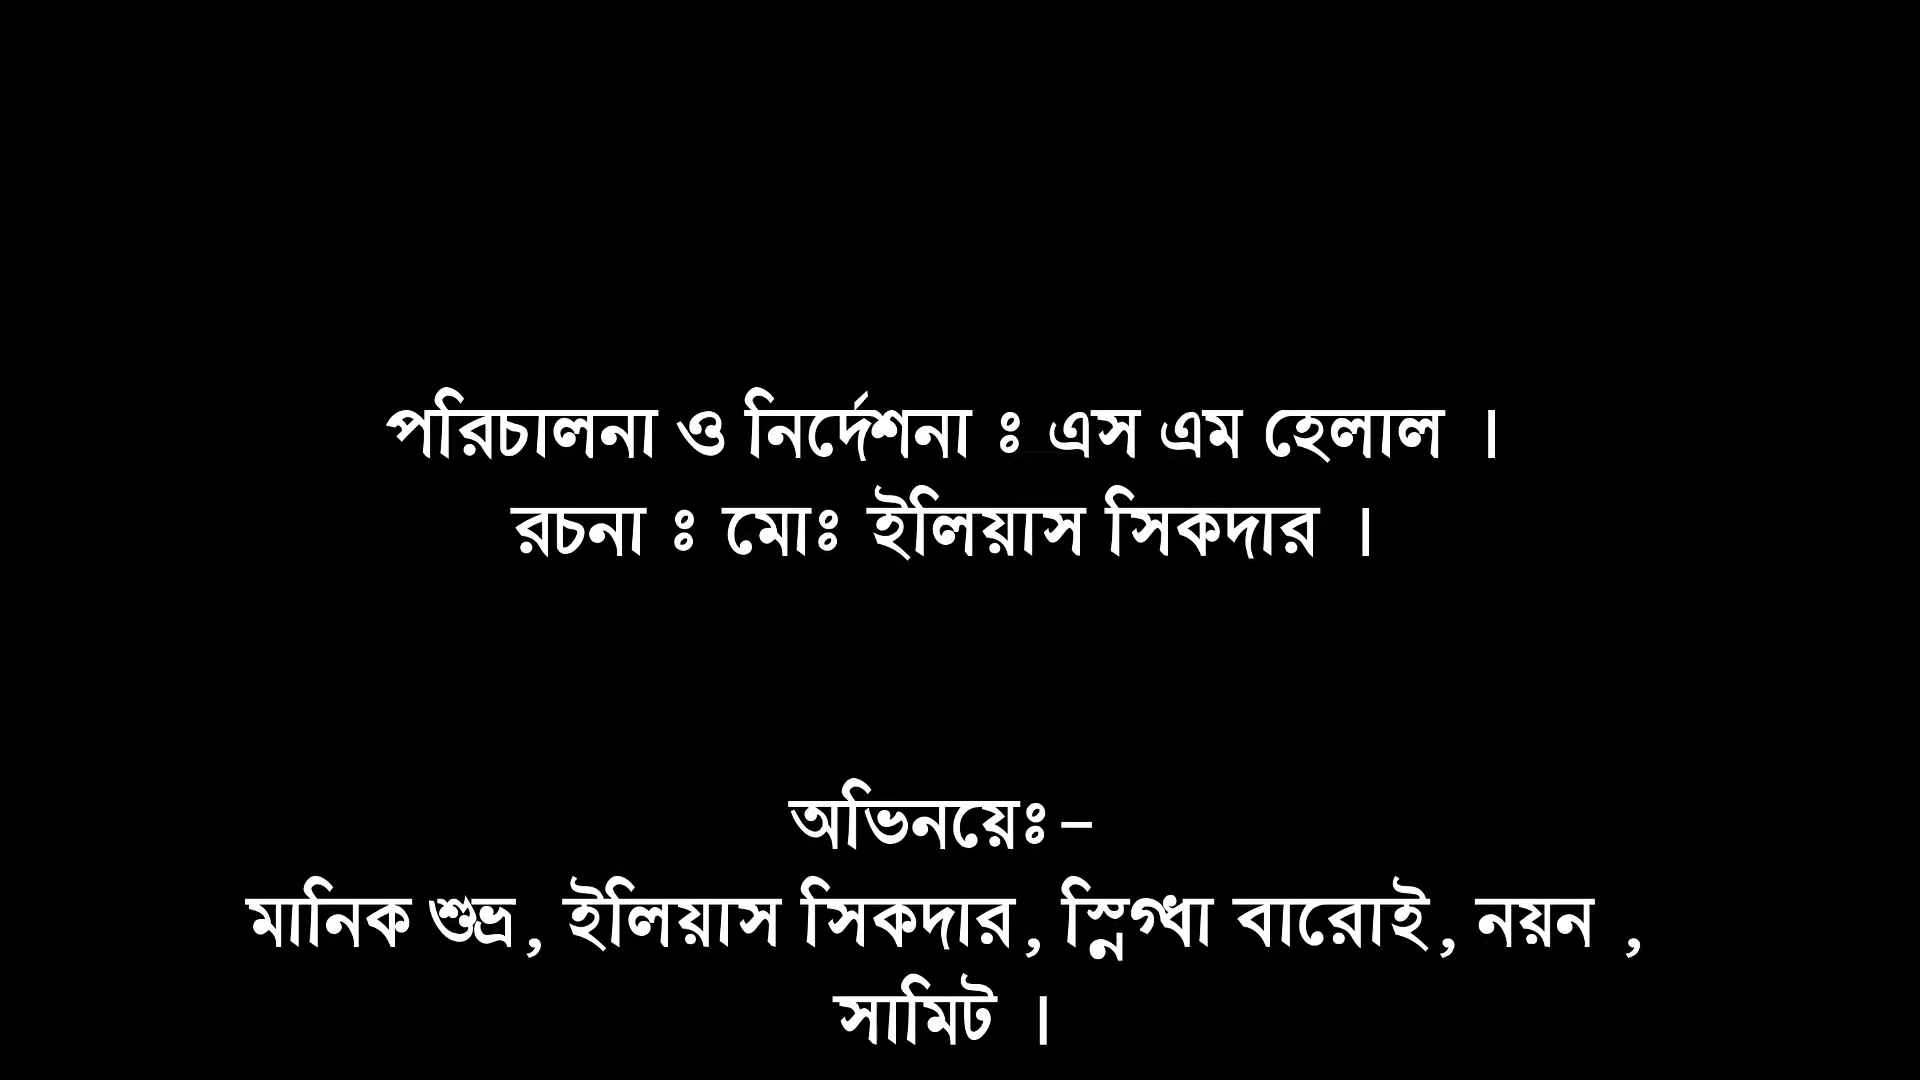 পরিচালনা ও নির্দেশনা ঃ এস এম হেলাল ।
রচনা ঃ মোঃ ইলিয়াস সিকদার ।
অভিনয়েঃ-
মানিক শুভ্র, ইলিয়াস সিকদার, স্নিগ্ধা বারোই, নয়ন ,
সামিট ।